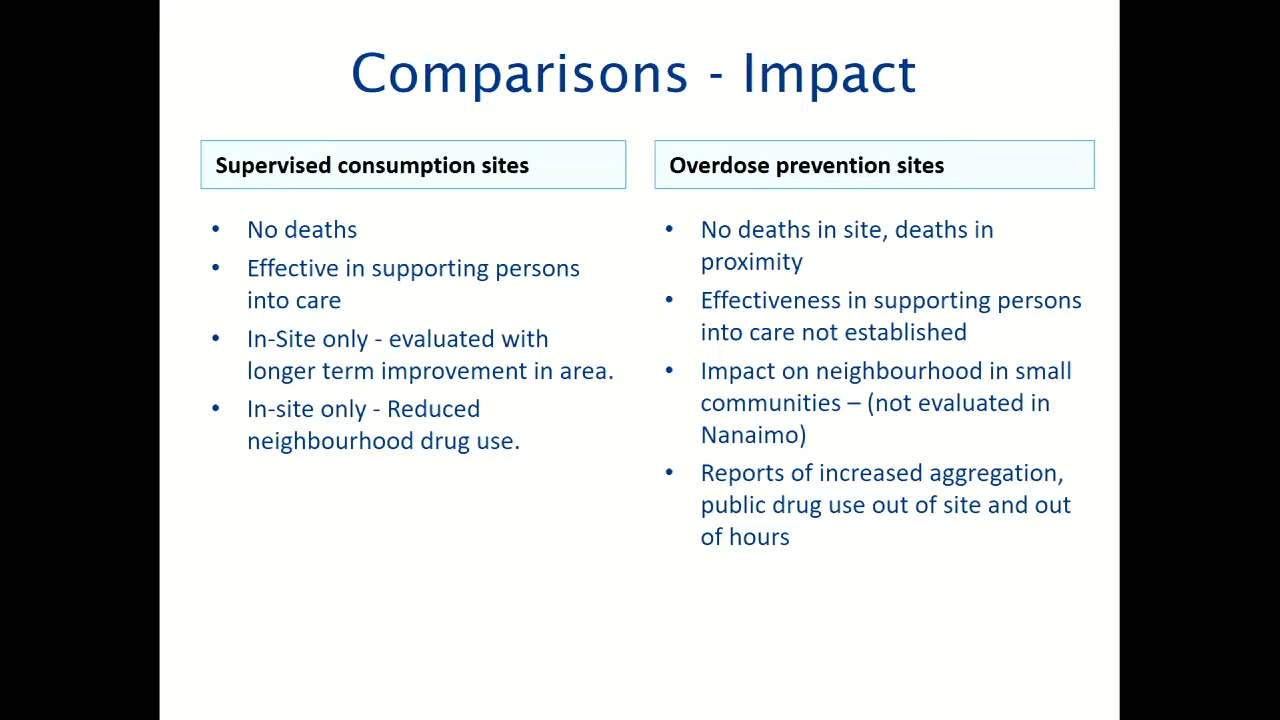 Comparisons - Impact
Supervised consumption sites
• No deaths
• Effective in supporting persons
into care
• In-Site only - evaluated with
longer term improvement in area.
• In-site only - Reduced
neighbourhood drug use.
Overdose prevention sites
• No deaths in site, deaths in
proximity
• Effectiveness in supporting persons
into care not established
• Impact on neighbourhood in small
communities – (not evaluated in
Nanaimo)
• Reports of increased aggregation,
public drug use out of site and out
of hours